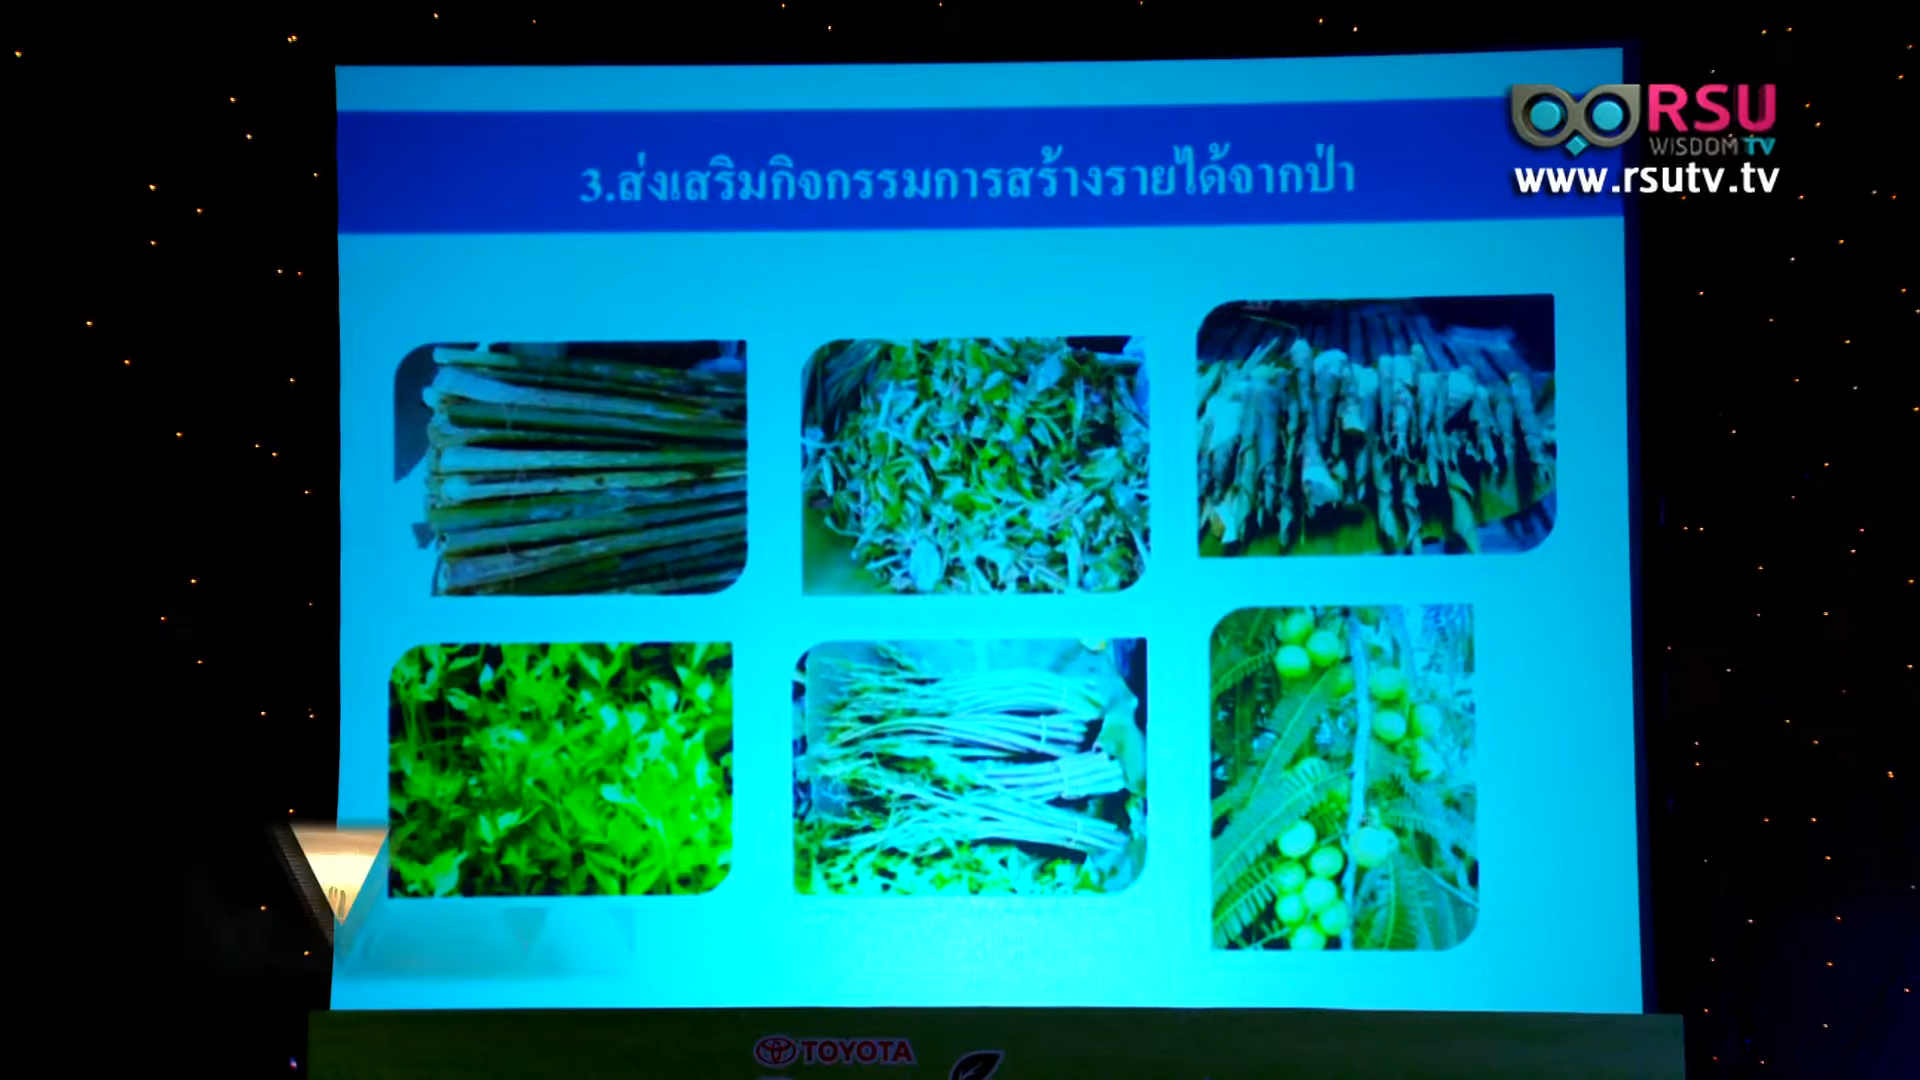 RSU
WISDOM TV
www.rsutv.tv
3.ส่งเสริมกิจกรรมการสร้างรายได้จากป่า
TOYOTA